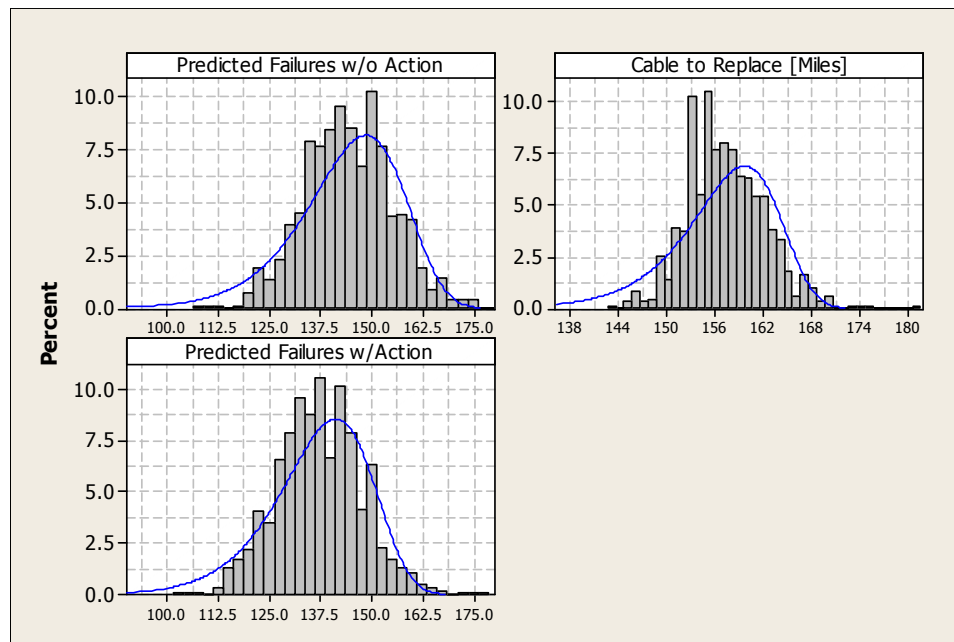 Predicted Failures w/o Action
Cable to Replace [Miles]
10.0
7.5
5.0
2.5
0.0
100.0 112.5 125.0 137.5 150.0 162.5 175.0
10.0
7.5
5.0
2.5
0.0
138 144 150 156 162 168 174 180
Percent
Predicted Failures w/Action
10.0
7.5
5.0
2.5
0.0
100.0 112.5 125.0 137.5 150.0 162.5 175.0